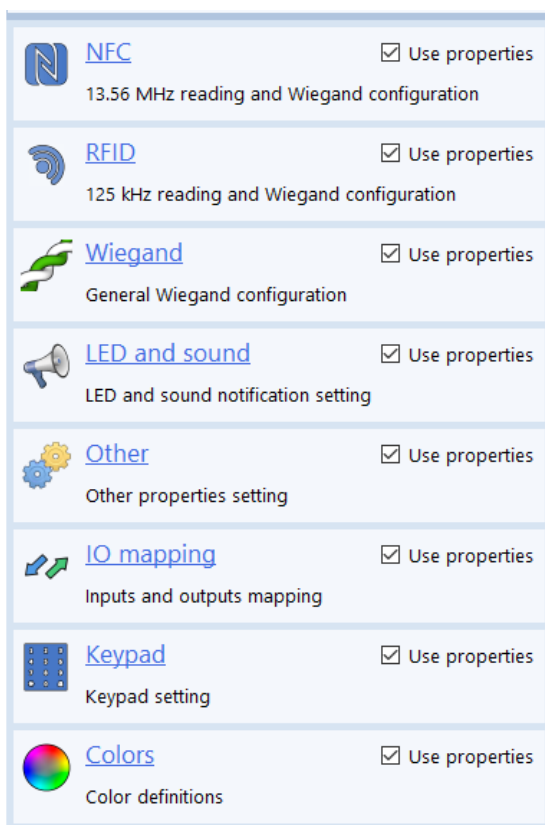 NFC Use properties
13.56 MHz reading and Wiegand configuration
RFID Use properties
125 kHz reading and Wiegand configuration
Wiegand Use properties
General Wiegand configuration
LED and sound Use properties
LED and sound notification setting
Other Use properties
Other properties setting
IO mapping Use properties
Inputs and outputs mapping
Keypad Use properties
Keypad setting
Colors Use properties
Color definitions